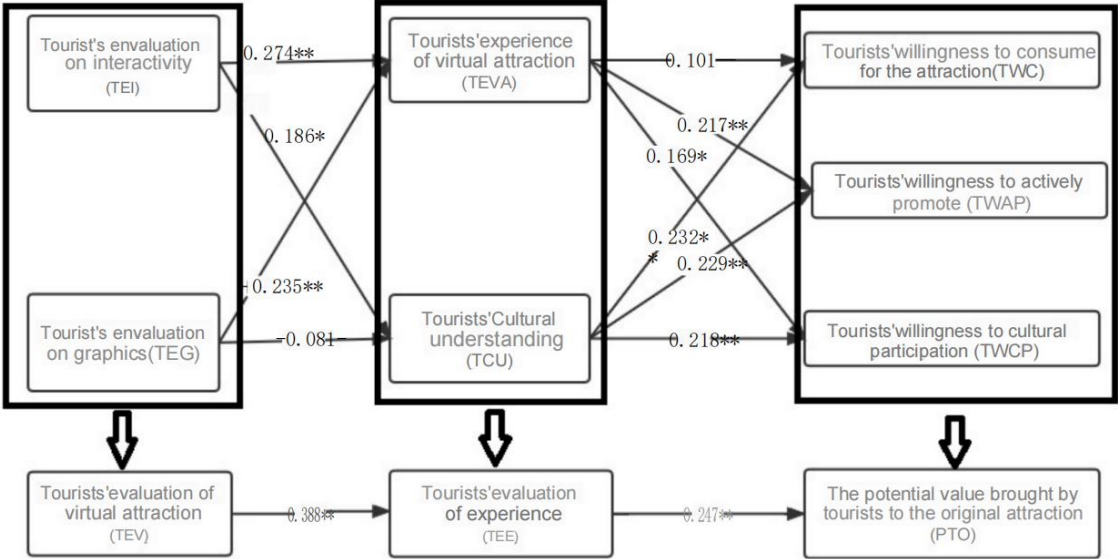 Tourist's envaluation
on interactivity
(TEI)
Tourist's envaluation
on graphics(TEG)
0.274**
0.186*
0.235**
-0.081-
Tourists'experience
of virtual attraction
(TEVA)
Tourists'Cultural
understanding
(TCU)
0.101
0.217**
0.169*
0.232*
*
0.229**
0.218**
Tourists'willingness to consume
for the attraction(TWC)
Tourists'willingness to actively
promote (TWAP)
Tourists'willingness to cultural
participation (TWCP)
Tourists'evaluation of
virtual attraction
(TEV)
0.388**
Tourists'evaluation
of experience
(TEE)
0.247**
The potential value brought by
tourists to the original attraction
(PTO)